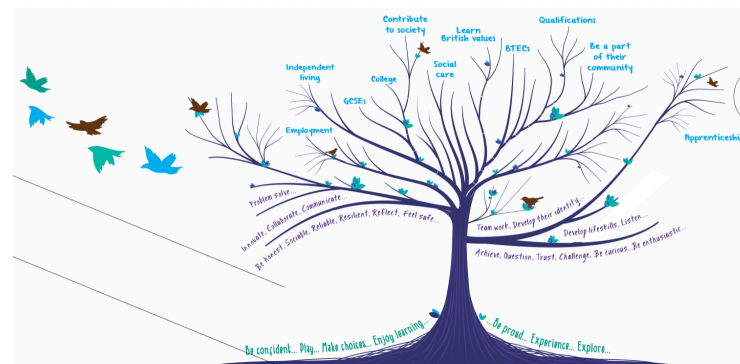 Contribute
to society
Learn
British values
Qualifications
BTECs
Be a part
of their
community
Independent
living
College
Social
care
GCSEs
Employment
Apprenticeshi
Problem solve...
Innovate, Collaborate, Communicate...
Be honest, Sociable, Reliable, Resilient, Reflect, Feel safe...
Team work, Develop their identity...
Develop lifeskills, Listen...
Achieve, Question, Trust, Challenge, Be curious, Be enthusiastic...
Be confident... Play... Make choices... Enjoy learning...
Be proud... Experience... Explore...